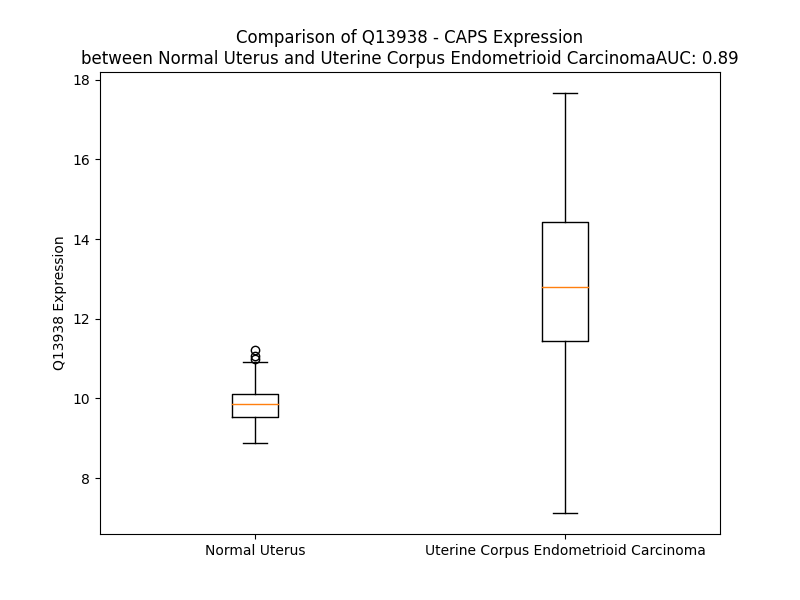 Comparison of Q13938 - CAPS Expression
between Normal Uterus and Uterine Corpus Endometrioid CarcinomaAUC: 0.89
18
16
14
12
10
8
Q13938 Expression
Normal Uterus
Uterine Corpus Endometrioid Carcinoma